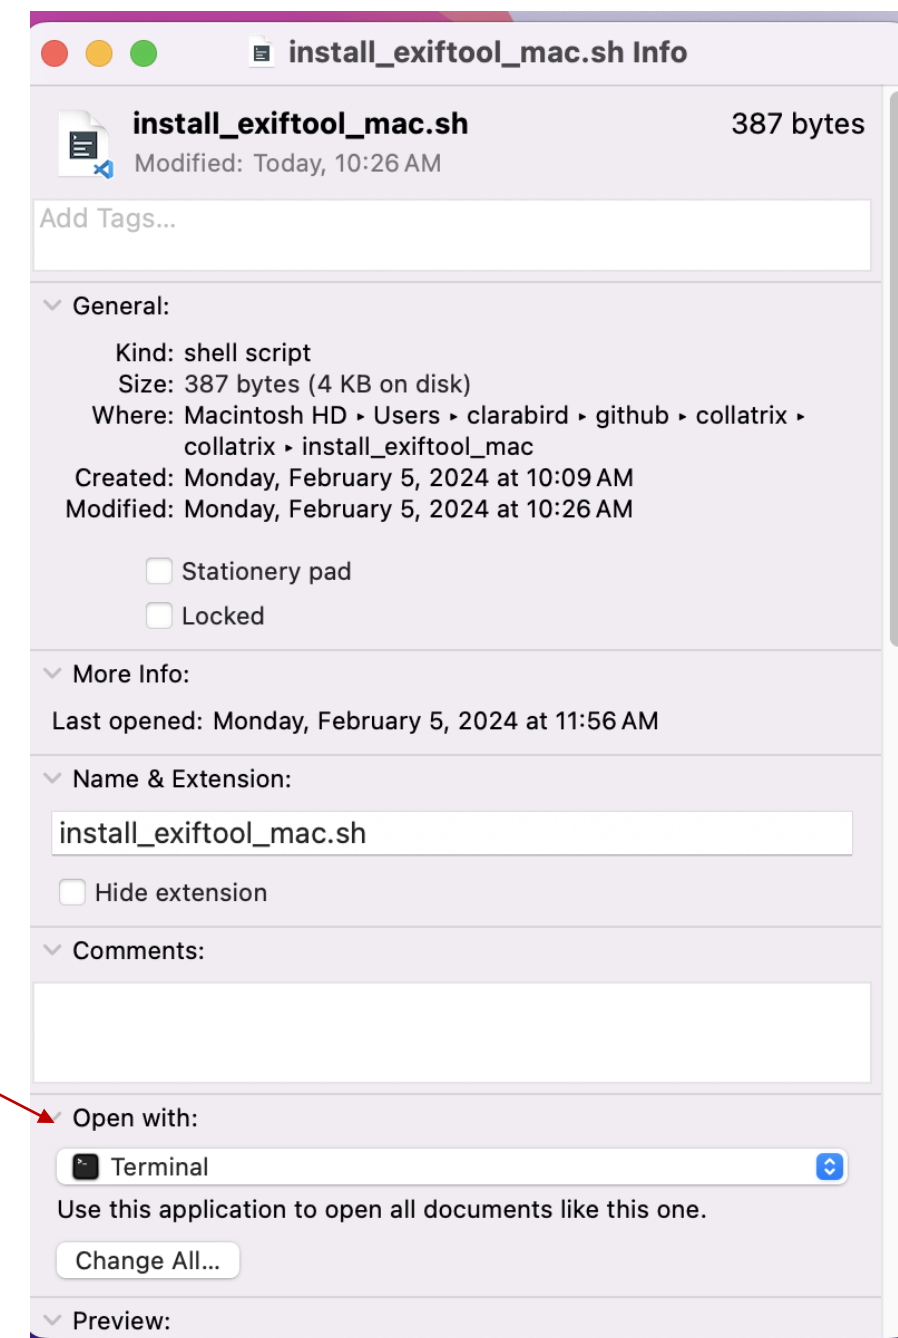 install_exiftool_mac.sh Info
install_exiftool_mac.sh 387 bytes
Modified: Today, 10:26 AM
Add Tags...
General:
Kind: shell script
Size: 387 bytes (4 KB on disk)
Where: Macintosh HD ▸ Users ▸ clarabird ▸ github ▸ collatrix ▸
collatrix ▸ install_exiftool_mac
Created: Monday, February 5, 2024 at 10:09 AM
Modified: Monday, February 5, 2024 at 10:26 AM
Stationery pad
Locked
More Info:
Last opened: Monday, February 5, 2024 at 11:56 AM
Name & Extension:
install_exiftool_mac.sh
Hide extension
Comments:
Open with:
Terminal
Use this application to open all documents like this one.
Change All...
Preview: